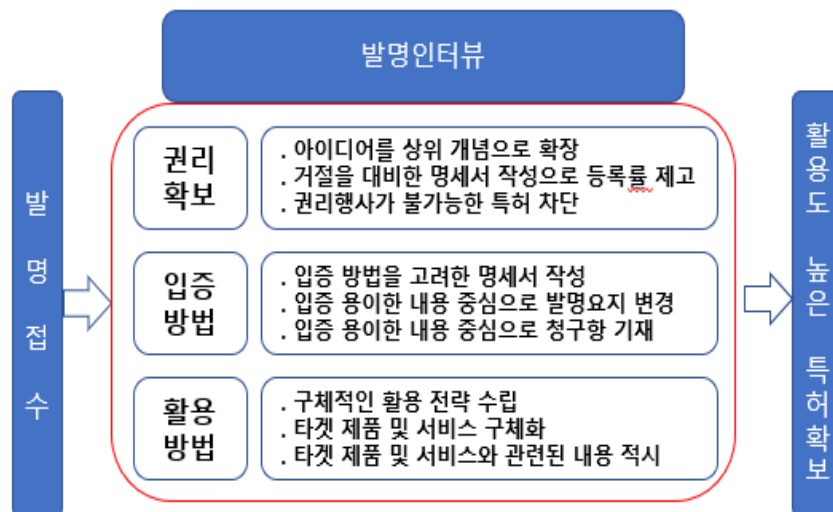 발명인터뷰
발명접수
권리
확보
. 아이디어를 상위 개념으로 확장
. 거절을 대비한 명세서 작성으로 등록률 제고
. 권리행사가 불가능한 특허 차단
입증
방법
. 입증 방법을 고려한 명세서 작성
. 입증 용이한 내용 중심으로 발명요지 변경
. 입증 용이한 내용 중심으로 청구항 기재
활용
방법
. 구체적인 활용 전략 수립
. 타겟 제품 및 서비스 구체화
. 타겟 제품 및 서비스와 관련된 내용 적시
활용도 높은 특허확보